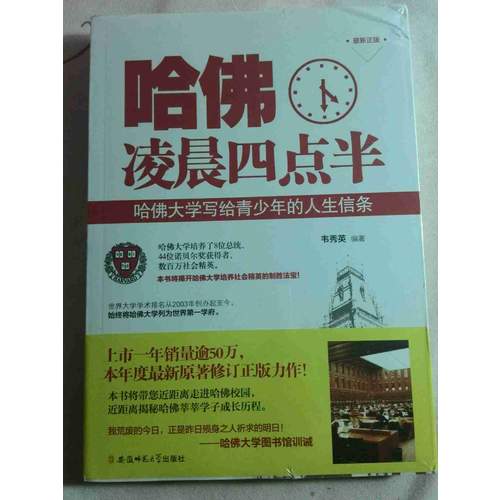 最新正版
哈佛
凌晨四点半
哈佛大学写给青少年的人生信条
韦秀英 编著
哈佛大学培养了8位总统,
44位诺贝尔奖获得者,
数百万社会精英。
本书将揭开哈佛大学培养社会精英的制胜法宝!
HARVARD
世界大学学术排名从2003年创办起至今,
始终将哈佛大学列为世界第一学府。
上市一年销量逾50万,
本年度最新原著修订正版力作!
本书将带您近距离走进哈佛校园,
近距离揭秘哈佛莘莘学子成长历程。
我荒废的今日,正是昨日殒身之人祈求的明日!
——哈佛大学图书馆训诫
安徽师范大学出版社